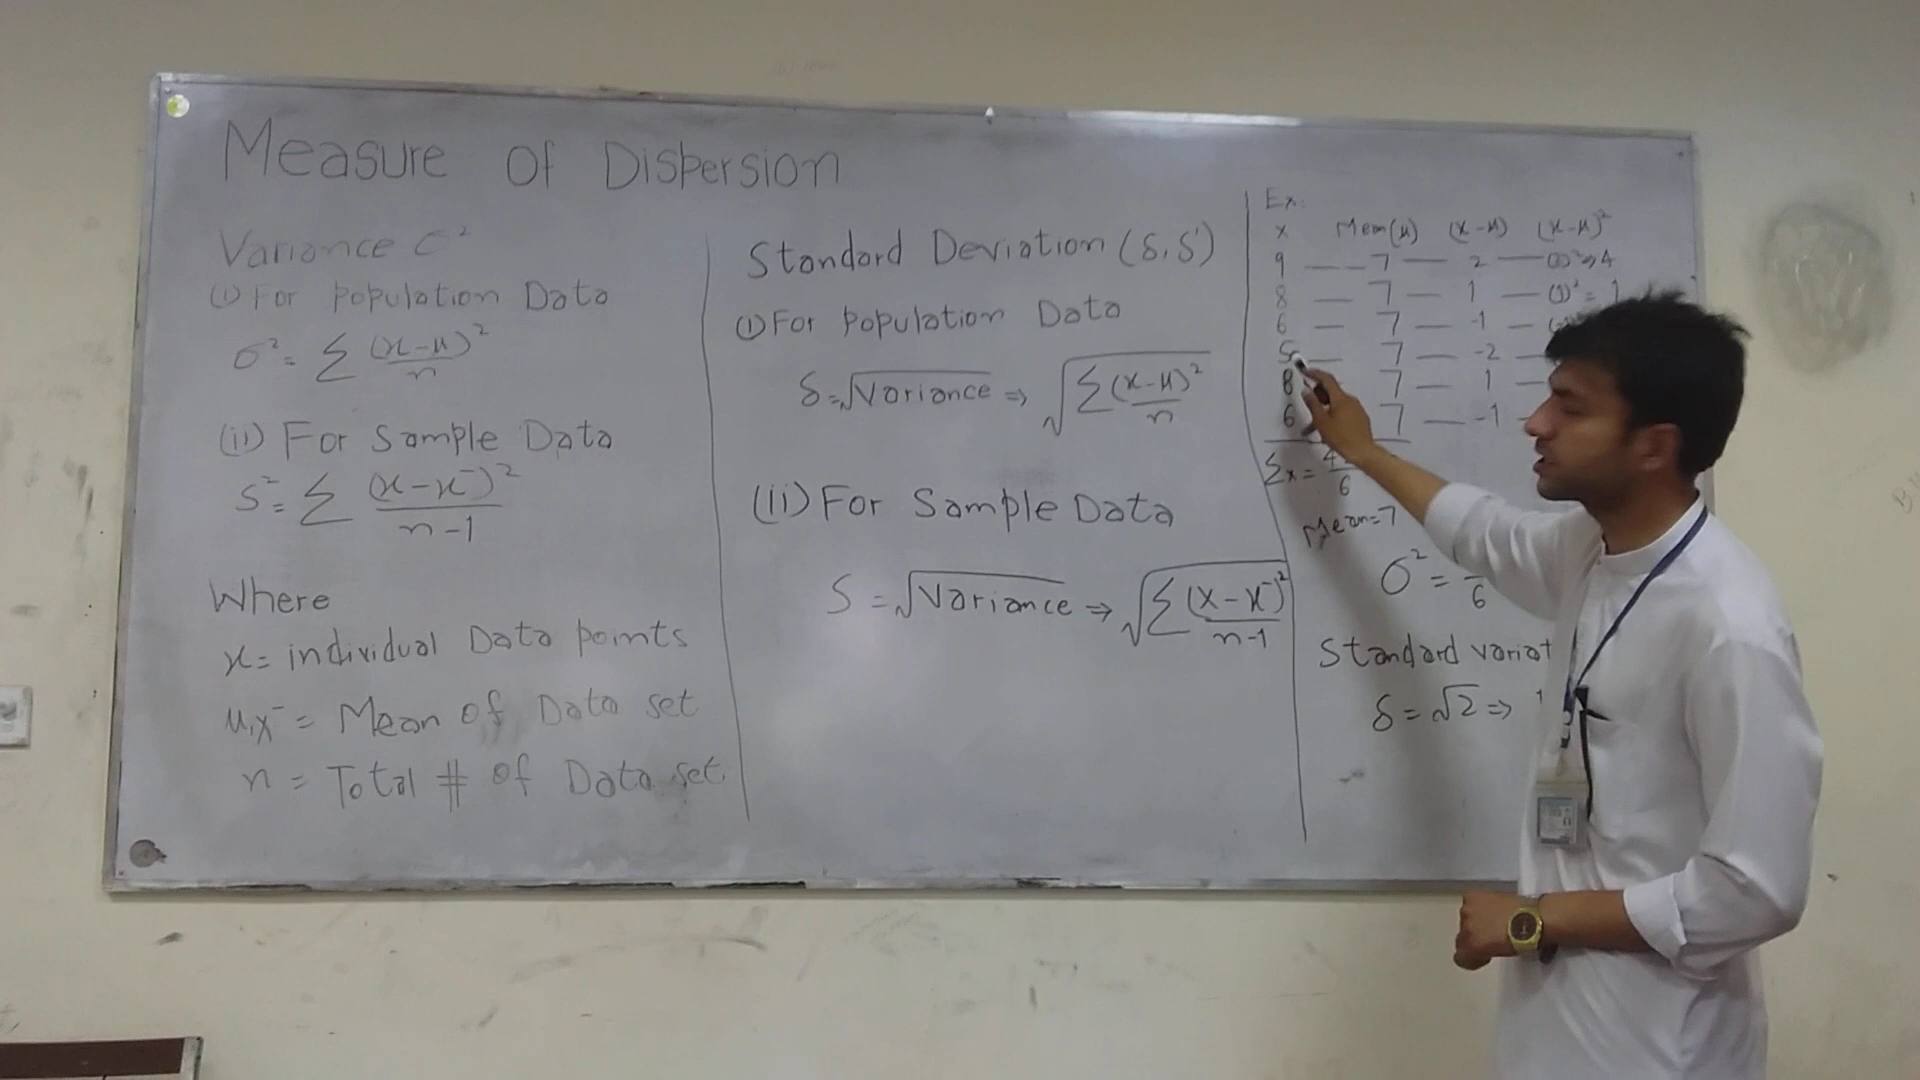 Measure Of Dispersion
Variance σ²
(i) For Population Data
σ² = ∑ (x-μ)² / n
(ii) For Sample Data
S² = ∑ (x-x̄)² / n-1
Where
x = individual Data points
μ, x̄ = Mean of Data set
n = Total # of Data set.
Standard Deviation (δ, S)
(i) For Population Data
δ = √Variance ⇒ √∑(x-μ)² / n
(ii) For Sample Data
S = √Variance ⇒ √∑(x-x̄)² / n-1
Ex:
x Mean(μ) (x-μ) (x-μ)²
9 — 7 — 2 — (2)² ⇒ 4
8 — 7 — 1 — (1)² = 1
6 — 7 — -1 —
5 — 7 — -2 —
8 7 — 1 —
6 7 — -1
∑x = / 6
Mean = 7
σ² = / 6
Standard variat
δ = √2 ⇒